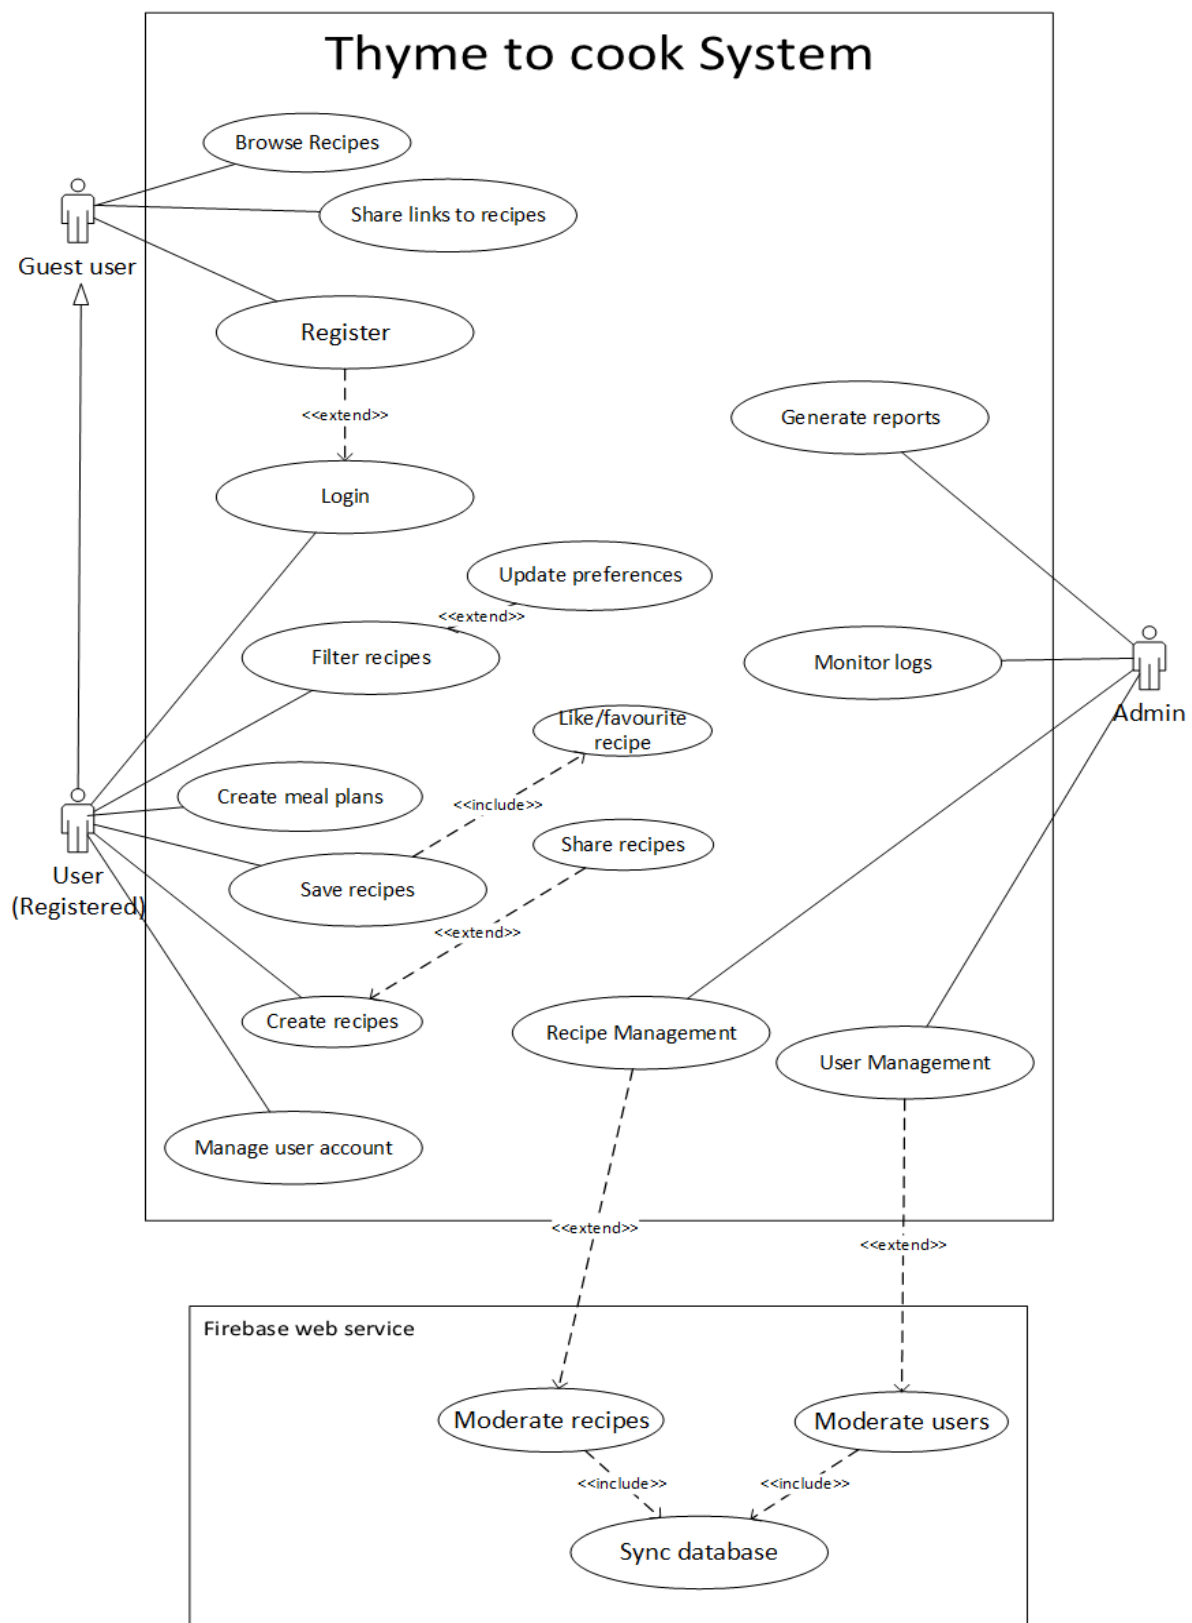 Thyme to cook System
Browse Recipes
Share links to recipes
Guest user
Register
<<extend>>
Generate reports
Login
Update preferences
<<extend>>
Filter recipes
Monitor logs
Like/favourite
recipe
Admin
Create meal plans
<<include>>
Share recipes
User
(Registered)
Save recipes
<<extend>>
Create recipes
Recipe Management
User Management
Manage user account
<<extend>>
<<extend>>
Firebase web service
Moderate recipes
Moderate users
<<include>>
<<include>>
Sync database